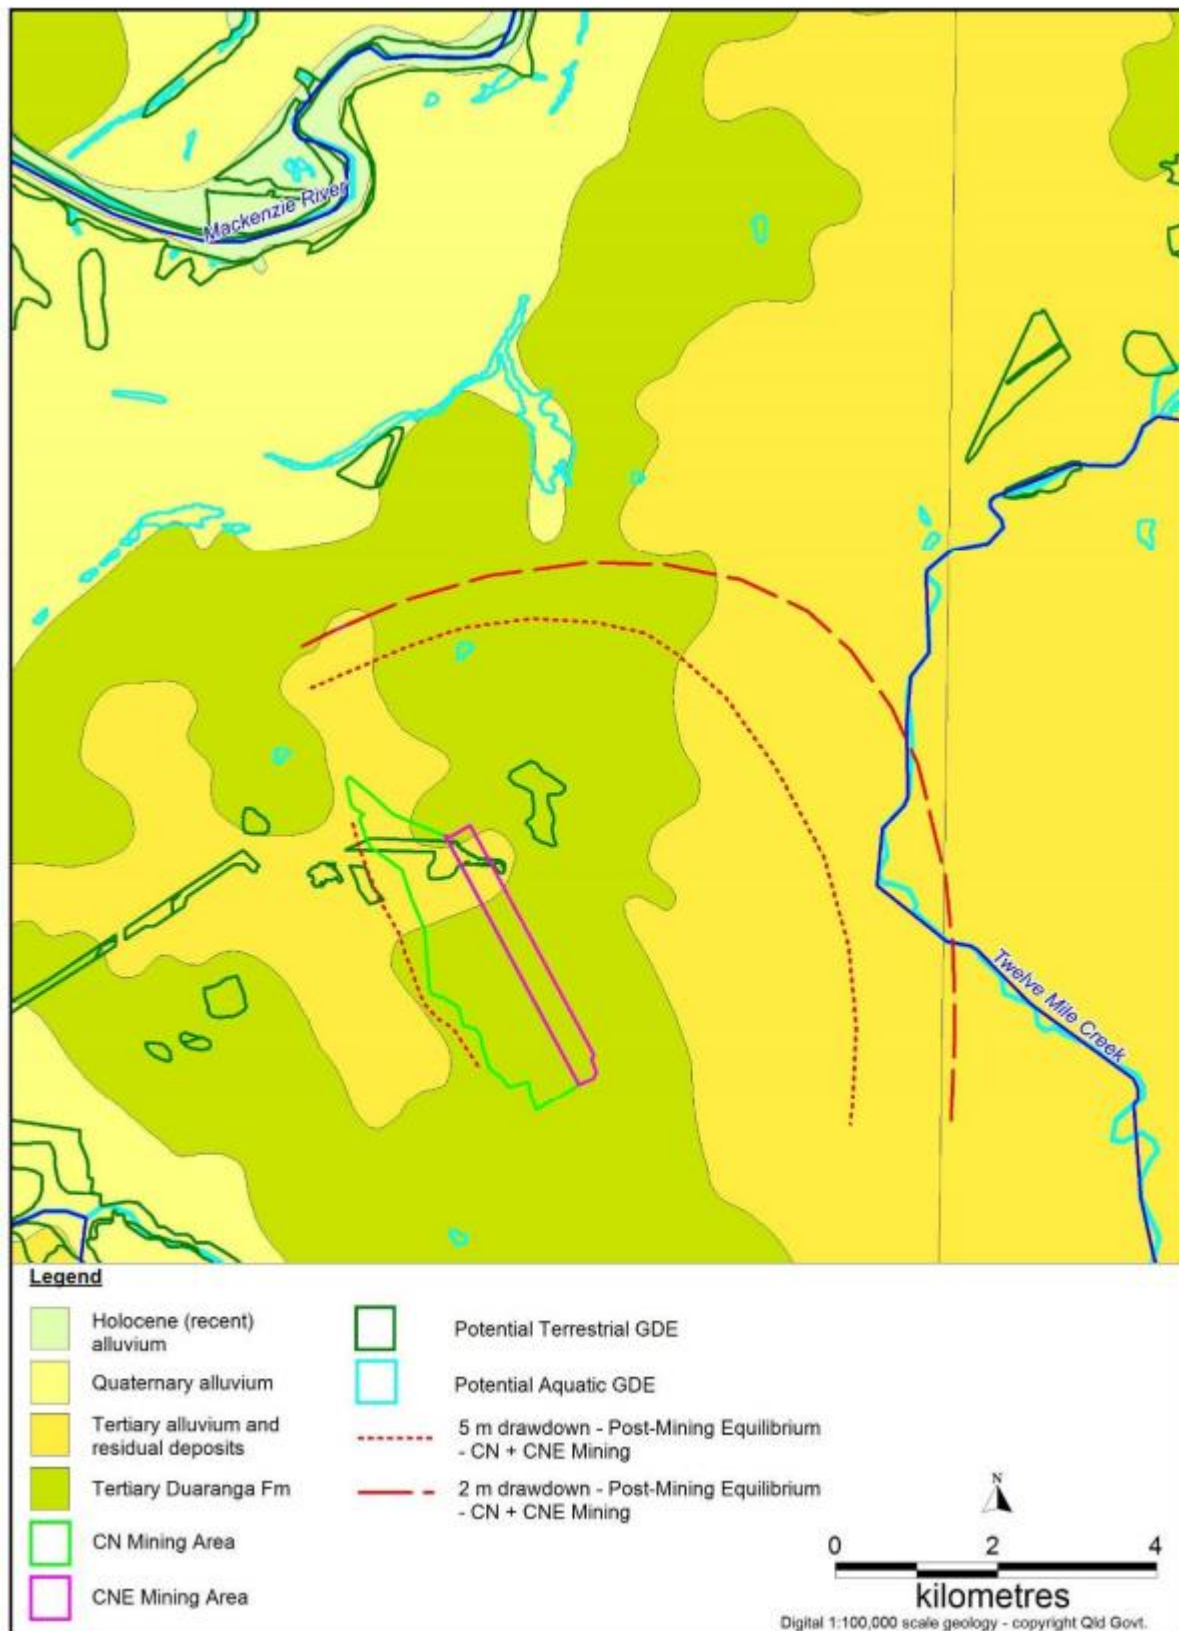 Mackenzie River
Twelve Mile Creek
Legend
Holocene (recent)
alluvium
Quaternary alluvium
Tertiary alluvium and
residual deposits
Tertiary Duaranga Fm
CN Mining Area
CNE Mining Area
Potential Terrestrial GDE
Potential Aquatic GDE
5 m drawdown - Post-Mining Equilibrium
- CN + CNE Mining
2 m drawdown - Post-Mining Equilibrium
- CN + CNE Mining
N
0 2 4
kilometres
Digital 1:100,000 scale geology - copyright Qld Govt.